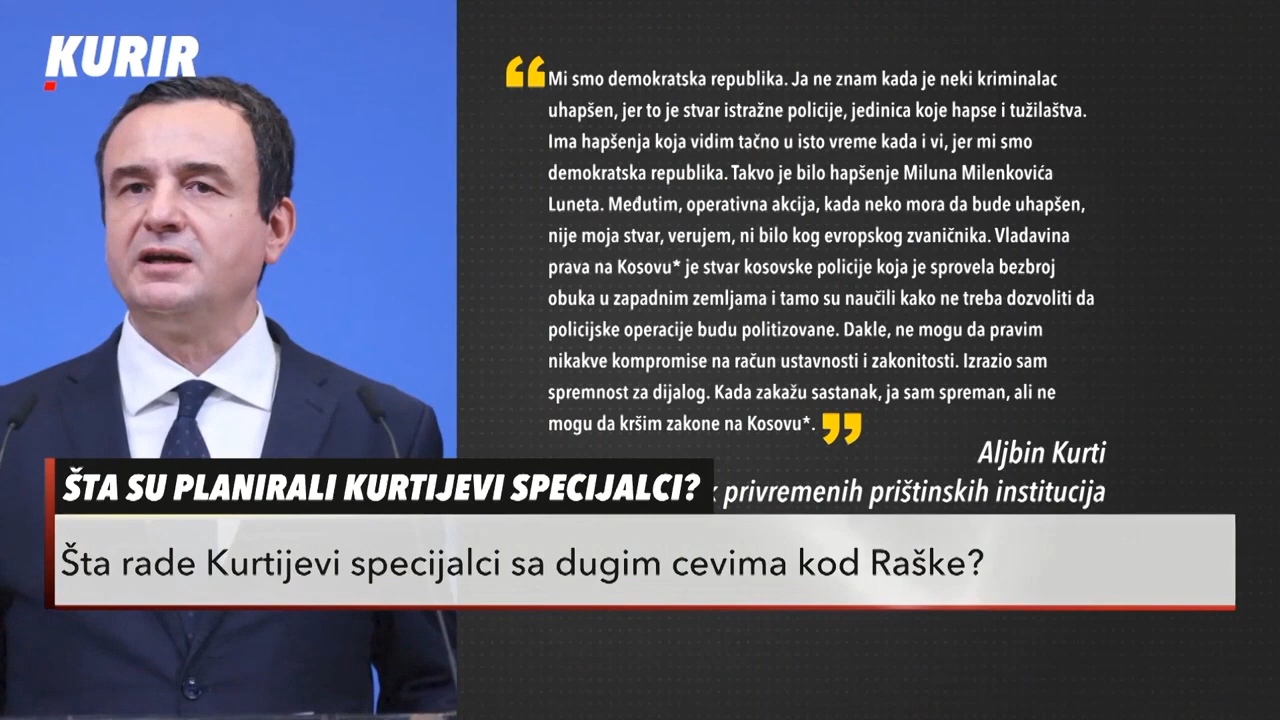 KURIR
Mi smo demokratska republika. Ja ne znam kada je neki kriminalac
uhapšen, jer to je stvar istražne policije, jedinica koje hapse i tužilaštva.
Ima hapšenja koja vidim tačno u isto vreme kada i vi, jer mi smo
demokratska republika. Takvo je bilo hapšenje Miluna Milenkovića
Luneta. Međutim, operativna akcija, kada neko mora da bude uhapšen,
nije moja stvar, verujem, ni bilo kog evropskog zvaničnika. Vladavina
prava na Kosovu* je stvar kosovske policije koja je sprovela bezbroj
obuka u zapadnim zemljama i tamo su naučili kako ne treba dozvoliti da
policijske operacije budu politizovane. Dakle, ne mogu da pravim
nikakve kompromise na račun ustavnosti i zakonitosti. Izrazio sam
spremnost za dijalog. Kada zakažu sastanak, ja sam spreman, ali ne
mogu da kršim zakone na Kosovu*.
Aljbin Kurti
privremenih prištinskih institucija
ŠTA SU PLANIRALI KURTIJEVI SPECIJALCI?
Šta rade Kurtijevi specijalci sa dugim cevima kod Raške?